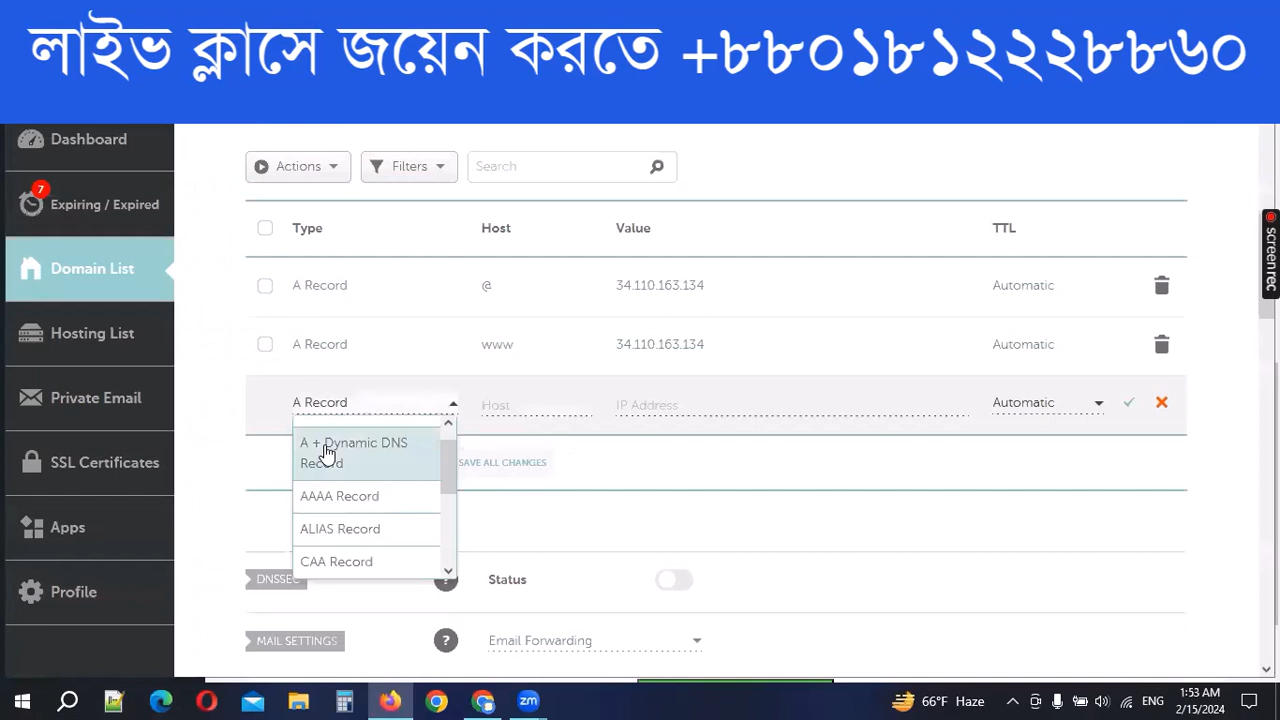 লাইভ ক্লাসে জয়েন করতে +৮৮০১৮১২২২৮৮৬০
Dashboard
7
Expiring / Expired
Domain List
Hosting List
Private Email
SSL Certificates
Apps
Profile
Actions
Filters
Search
Type Host Value TTL
A Record @ 34.110.163.134 Automatic
A Record www 34.110.163.134 Automatic
A Record Host IP Address Automatic
A + Dynamic DNS
Record
AAAA Record
ALIAS Record
CAA Record
SAVE ALL CHANGES
DNSSEC ? Status
MAIL SETTINGS ? Email Forwarding
screenrec
zm
66°F Haze
ENG
1:53 AM
2/15/2024